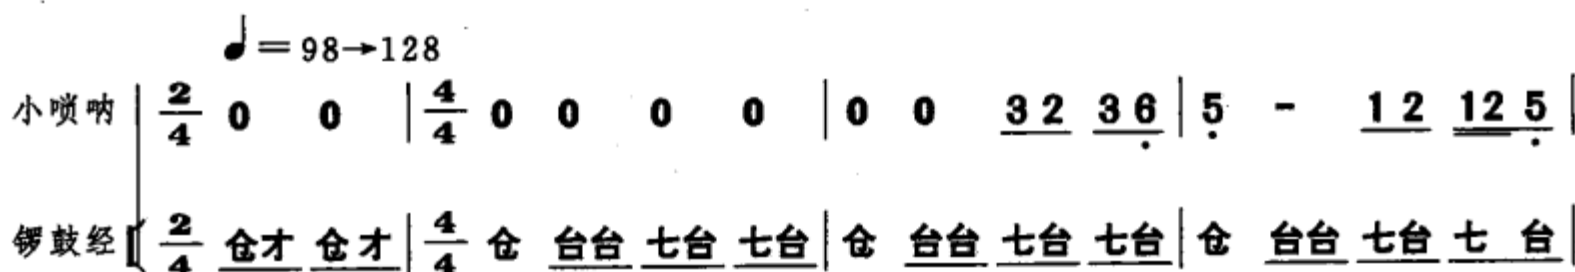 ♩＝98→128
小唢呐 2/4 0 0 | 4/4 0 0 0 0 | 0 0 3 2 3 6̣ | 5̣ - 1 2 12 5̣ |
锣鼓经 2/4 仓才 仓才 | 4/4 仓 台台 七台 七台 | 仓 台台 七台 七台 | 仓 台台 七台 七 台 |